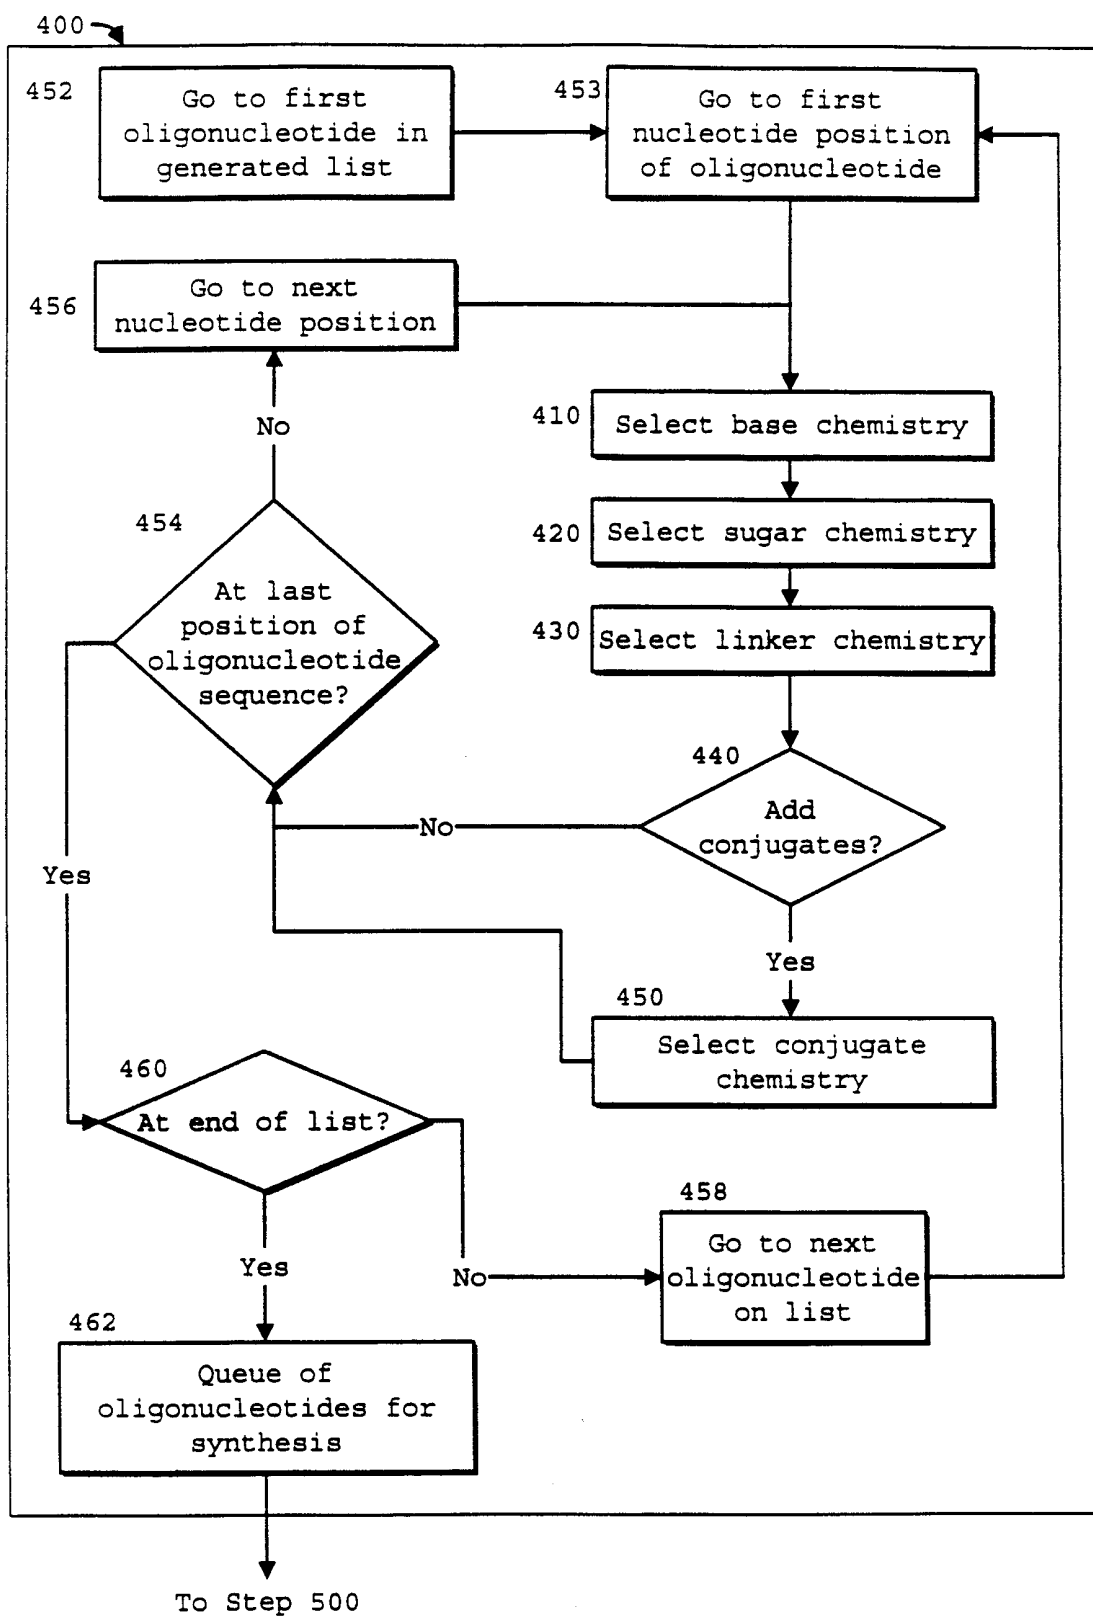 400
452
Go to first
oligonucleotide in
generated list
453
Go to first
nucleotide position
of oligonucleotide
456
Go to next
nucleotide position
No
410
Select base chemistry
454
420
Select sugar chemistry
At last
position of
oligonucleotide
sequence?
430
Select linker chemistry
440
Add
conjugates?
No
Yes
Yes
450
Select conjugate
chemistry
460
At end of list?
458
Go to next
oligonucleotide
on list
Yes
No
462
Queue of
oligonucleotides for
synthesis
To Step 500